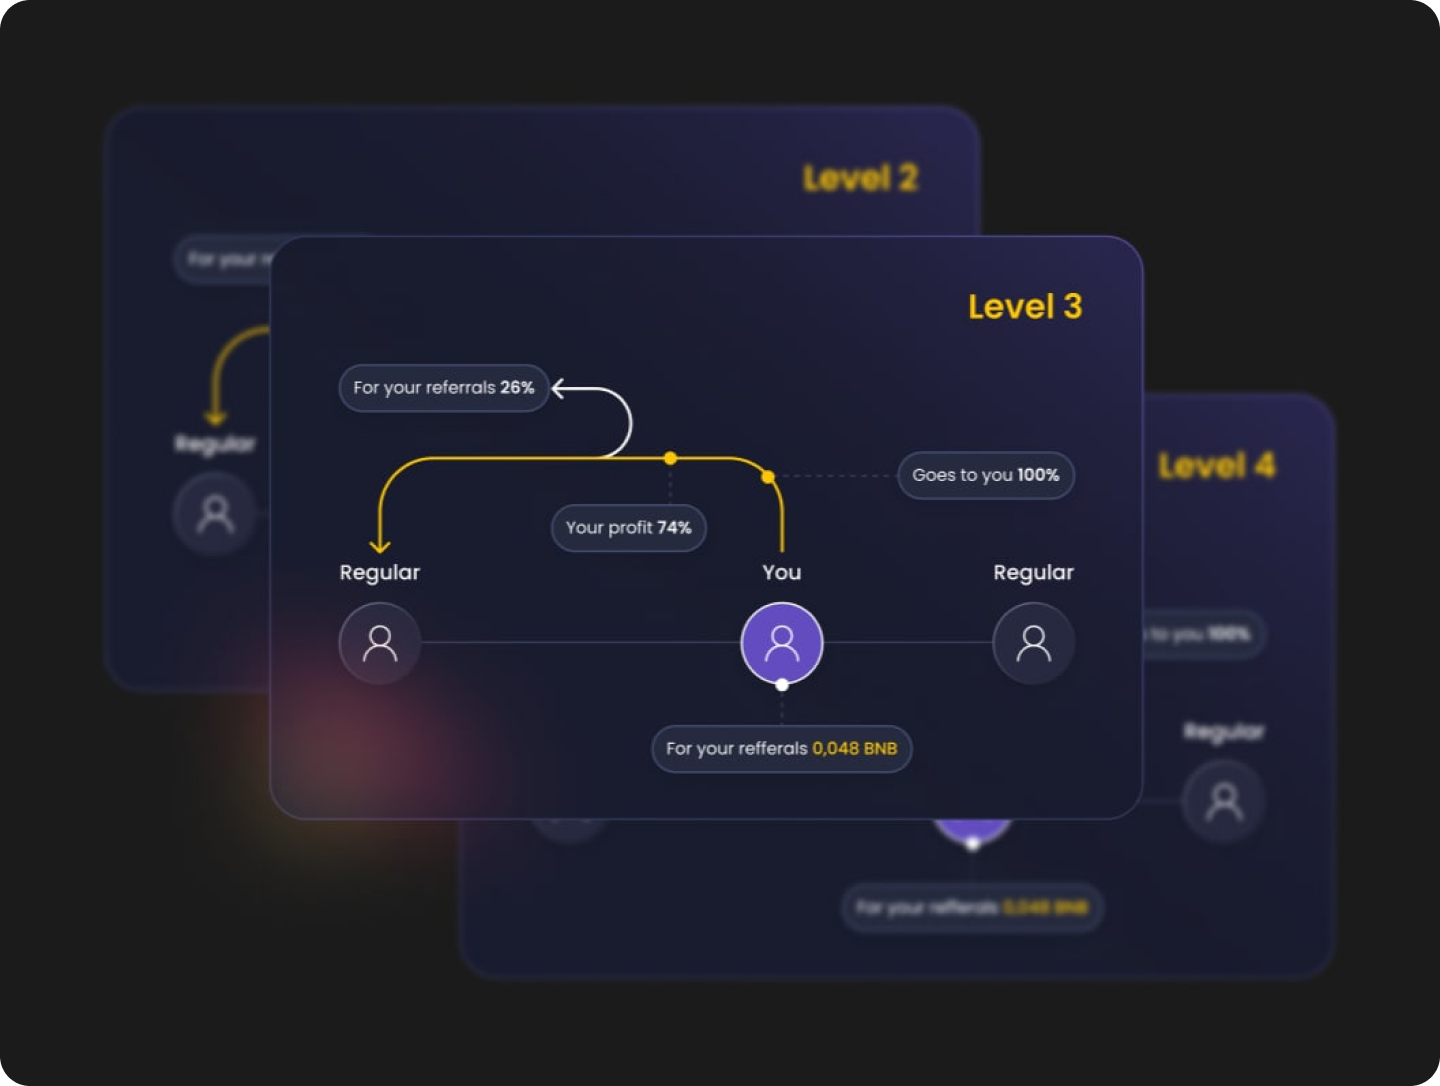 Level 2
For your re
Regular
Level 3
For your referrals 26%
Goes to you 100%
Your profit 74%
Regular
You
Regular
For your refferals 0,048 BNB
Level 4
to you 100%
Regular
For your refferals 0,048 BNB